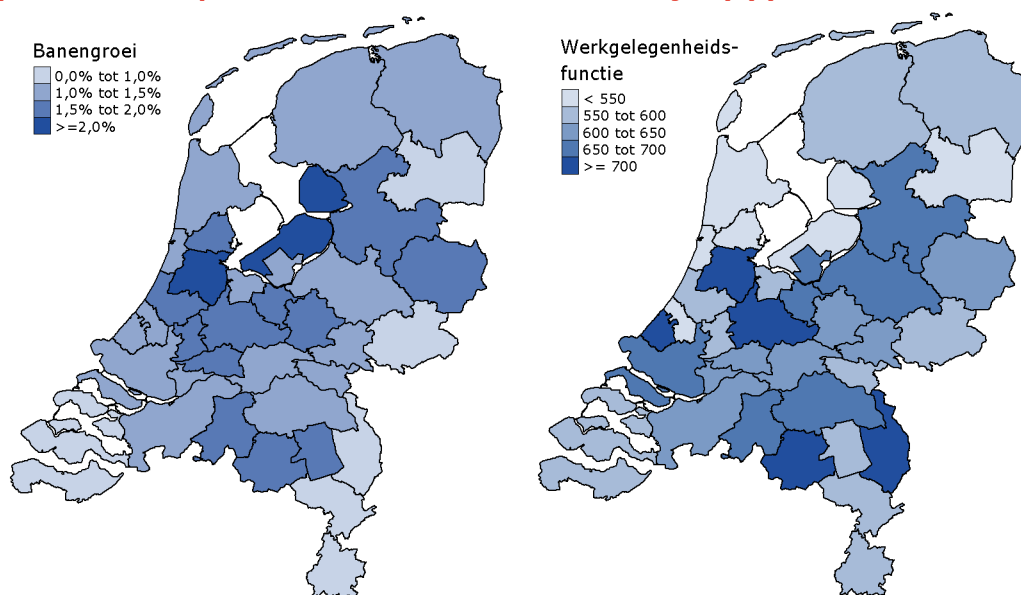 Banengroei
0,0% tot 1,0%
1,0% tot 1,5%
1,5% tot 2,0%
>=2,0%
Werkgelegenheids-
functie
< 550
550 tot 600
600 tot 650
650 tot 700
>= 700